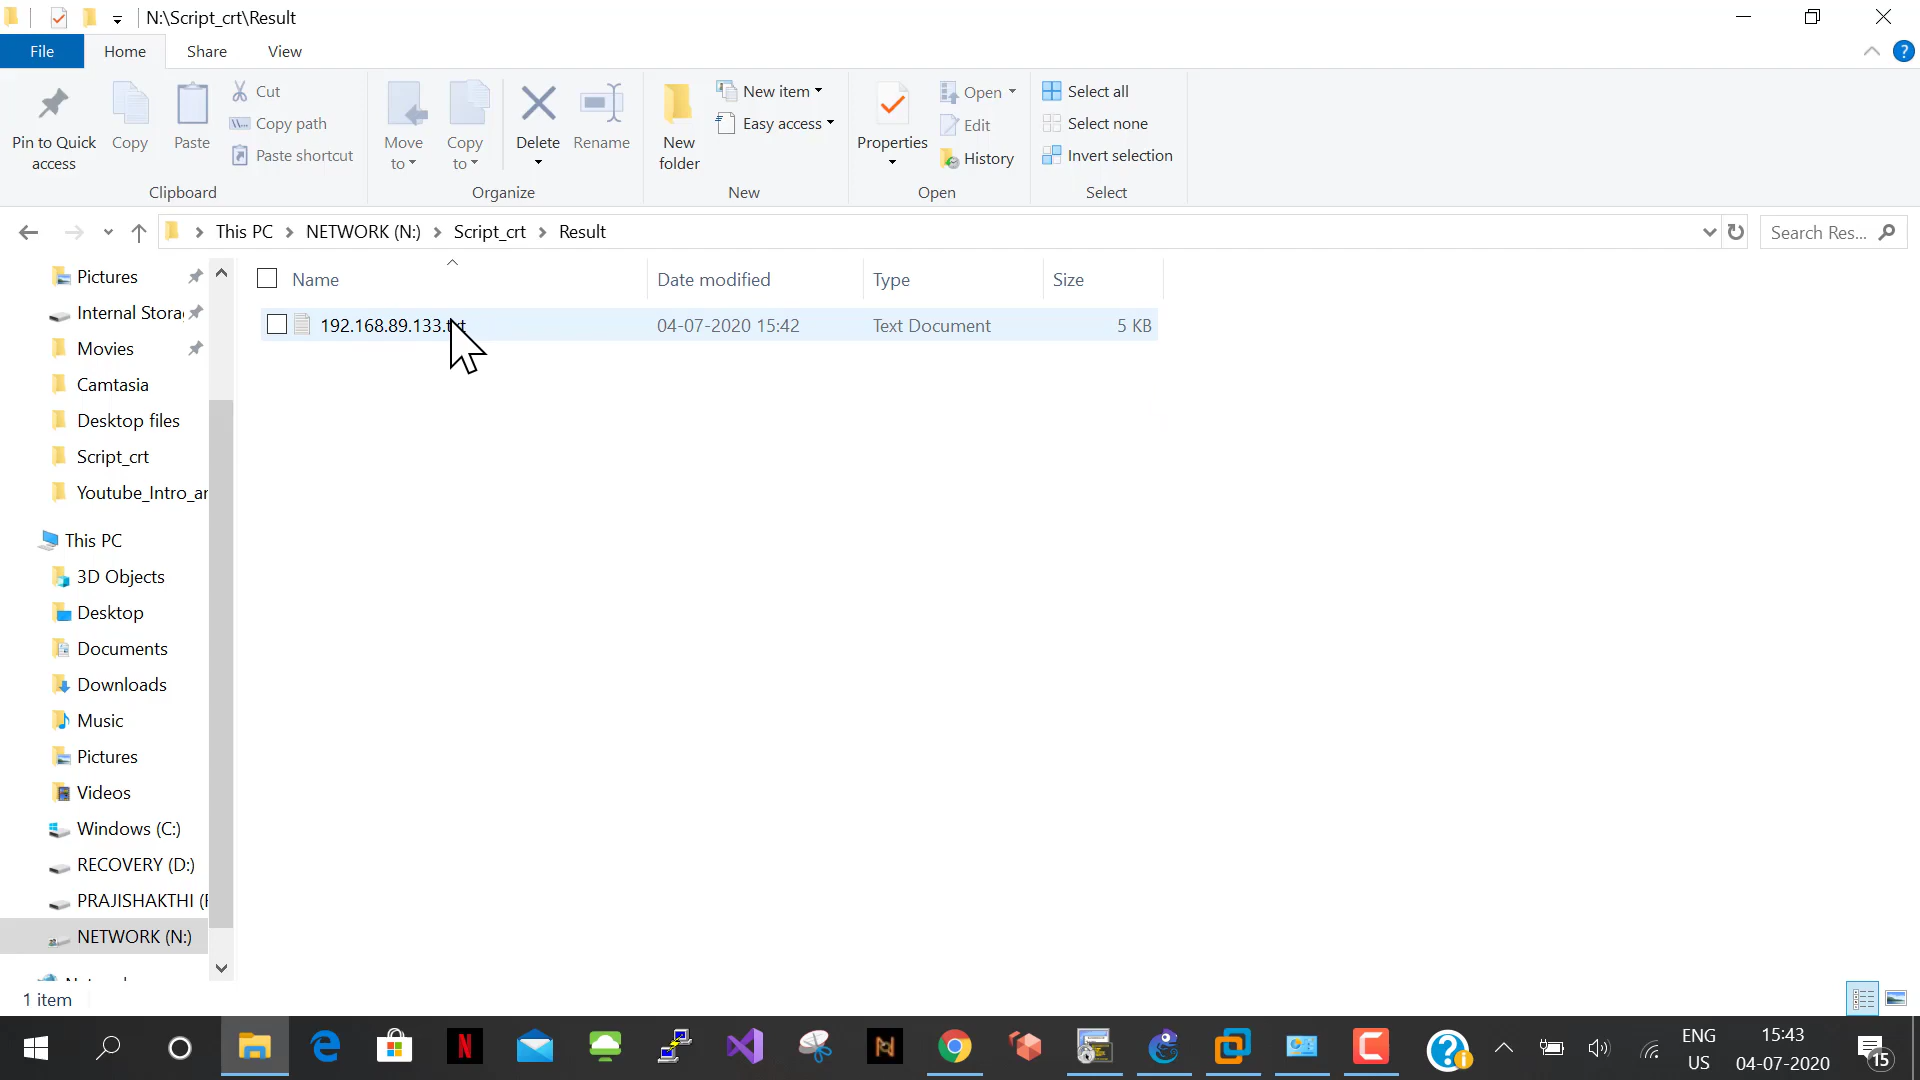 N:\Script_crt\Result
File
Home
Share
View
Pin to Quick access
Copy
Paste
Cut
Copy path
Paste shortcut
Clipboard
Move to
Copy to
Delete
Rename
Organize
New folder
New item
Easy access
New
Properties
Open
Edit
History
Open
Select all
Select none
Invert selection
Select
This PC
NETWORK (N:)
Script_crt
Result
Search Res...
Name
Date modified
Type
Size
192.168.89.133.txt
04-07-2020 15:42
Text Document
5 KB
Pictures
Internal Stora
Movies
Camtasia
Desktop files
Script_crt
Youtube_Intro_ar
This PC
3D Objects
Desktop
Documents
Downloads
Music
Pictures
Videos
Windows (C:)
RECOVERY (D:)
PRAJISHAKTHI (
NETWORK (N:)
1 item
ENG
US
15:43
04-07-2020
15